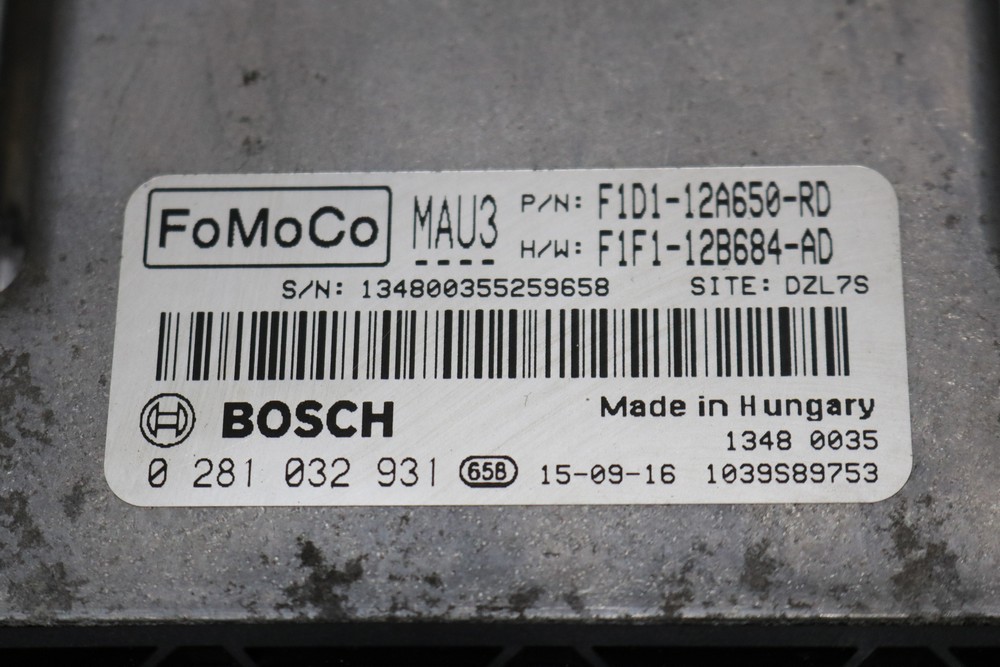 FoMoCo MAU3 P/N: F1D1-12A650-RD
H/W: F1F1-12B684-AD
S/N: 134800355259658 SITE: DZL7S
BOSCH Made in Hungary
1348 0035
0 281 032 931 65B 15-09-16 1039S89753